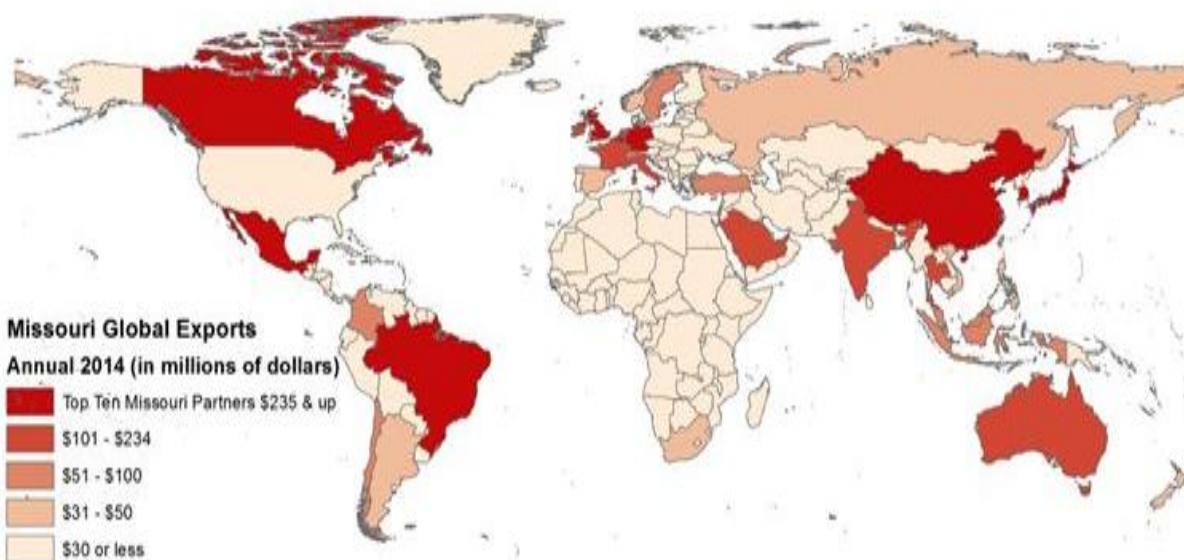 Missouri Global Exports
Annual 2014 (in millions of dollars)
Top Ten Missouri Partners $235 & up
$101 - $234
$51 - $100
$31 - $50
$30 or less